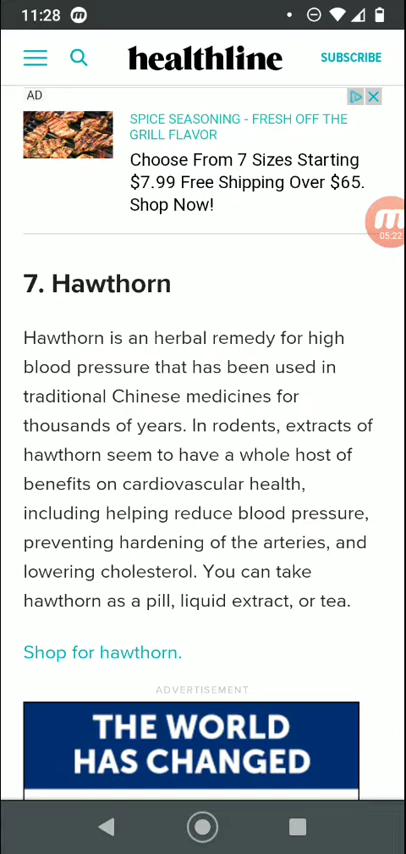 11:28
healthline
SUBSCRIBE
AD
SPICE SEASONING - FRESH OFF THE
GRILL FLAVOR
Choose From 7 Sizes Starting
$7.99 Free Shipping Over $65.
Shop Now!
05:22
7. Hawthorn
Hawthorn is an herbal remedy for high
blood pressure that has been used in
traditional Chinese medicines for
thousands of years. In rodents, extracts of
hawthorn seem to have a whole host of
benefits on cardiovascular health,
including helping reduce blood pressure,
preventing hardening of the arteries, and
lowering cholesterol. You can take
hawthorn as a pill, liquid extract, or tea.
Shop for hawthorn.
ADVERTISEMENT
THE WORLD
HAS CHANGED